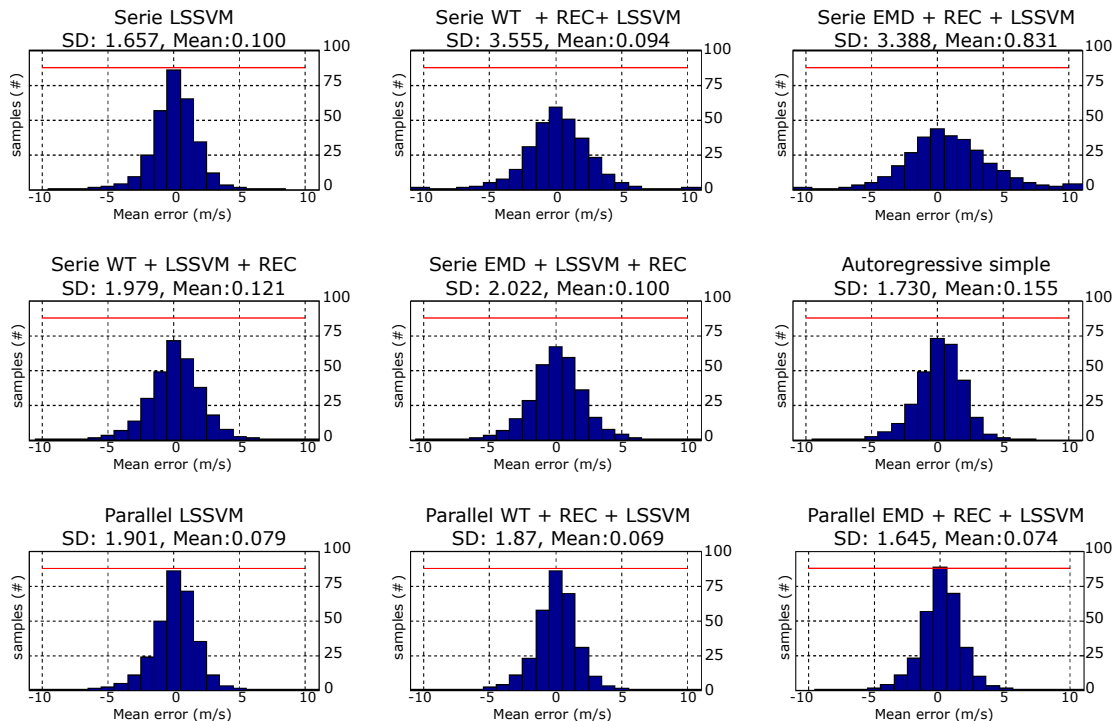 Serie LSSVM
SD: 1.657, Mean:0.100
samples (#)
100
75
50
25
0
-10 -5 0 5 10
Mean error (m/s)
Serie WT + REC+ LSSVM
SD: 3.555, Mean:0.094
samples (#)
100
75
50
25
0
-10 -5 0 5 10
Mean error (m/s)
Serie EMD + REC + LSSVM
SD: 3.388, Mean:0.831
samples (#)
100
75
50
25
0
-10 -5 0 5 10
Mean error (m/s)
Serie WT + LSSVM + REC
SD: 1.979, Mean:0.121
samples (#)
100
75
50
25
0
-10 -5 0 5 10
Mean error (m/s)
Serie EMD + LSSVM + REC
SD: 2.022, Mean:0.100
samples (#)
100
75
50
25
0
-10 -5 0 5 10
Mean error (m/s)
Autoregressive simple
SD: 1.730, Mean:0.155
samples (#)
100
75
50
25
0
-10 -5 0 5 10
Mean error (m/s)
Parallel LSSVM
SD: 1.901, Mean:0.079
samples (#)
100
75
50
25
0
-10 -5 0 5 10
Mean error (m/s)
Parallel WT + REC + LSSVM
SD: 1.87, Mean:0.069
samples (#)
100
75
50
25
0
-10 -5 0 5 10
Mean error (m/s)
Parallel EMD + REC + LSSVM
SD: 1.645, Mean:0.074
samples (#)
100
75
50
25
0
-10 -5 0 5 10
Mean error (m/s)